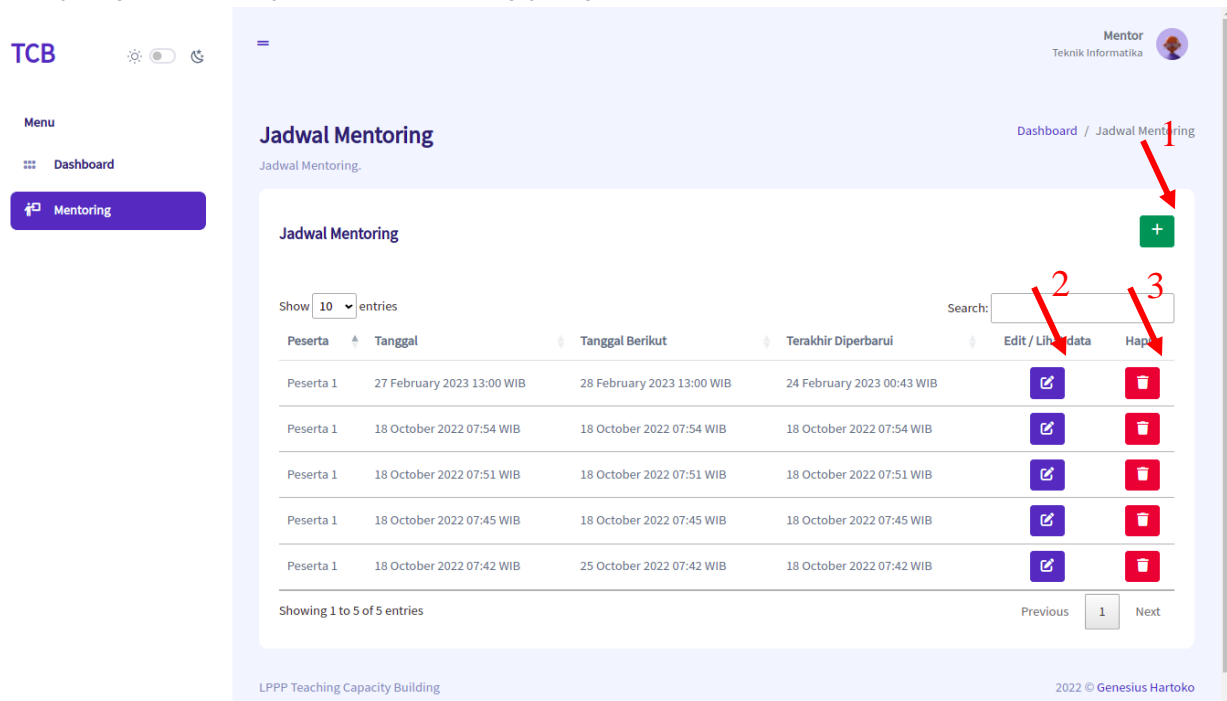 Mentor
TCB
Teknik Informatika
Menu
Jadwal Mentoring
Dashboard / Jadwal Mentoring
1
Dashboard
Jadwal Mentoring.
Mentoring
Jadwal Mentoring
+
2 3
Show 10 entries
Search:
Peserta Tanggal Tanggal Berikut Terakhir Diperbarui Edit / data
Peserta 1 27 February 2023 13:00 WIB 28 February 2023 13:00 WIB 24 February 2023 00:43 WIB
Peserta 1 18 October 2022 07:54 WIB 18 October 2022 07:54 WIB 18 October 2022 07:54 WIB
Peserta 1 18 October 2022 07:51 WIB 18 October 2022 07:51 WIB 18 October 2022 07:51 WIB
Peserta 1 18 October 2022 07:45 WIB 18 October 2022 07:45 WIB 18 October 2022 07:45 WIB
Peserta 1 18 October 2022 07:42 WIB 25 October 2022 07:42 WIB 18 October 2022 07:42 WIB
Showing 1 to 5 of 5 entries
Previous 1 Next
LPPP Teaching Capacity Building
2022 © Genesius Hartoko